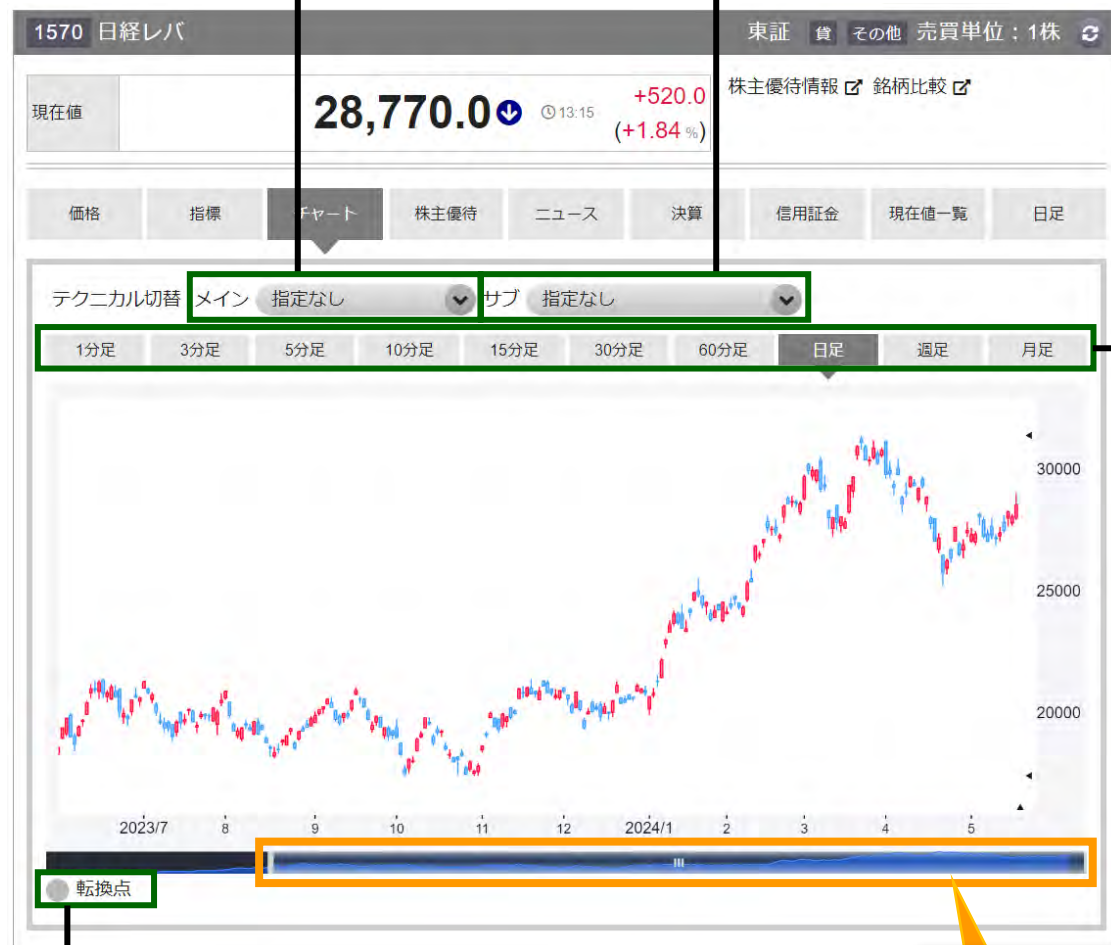 1570 日経レバ 東証 貸 その他 売買単位：1株
現在値 28,770.0 13:15 +520.0 (+1.84 %)
株主優待情報 銘柄比較
価格 指標 チャート 株主優待 ニュース 決算 信用証金 現在値一覧 日足
テクニカル切替 メイン 指定なし サブ 指定なし
1分足 3分足 5分足 10分足 15分足 30分足 60分足 日足 週足 月足
30000
25000
20000
2023/7 8 9 10 11 12 2024/1 2 3 4 5
転換点